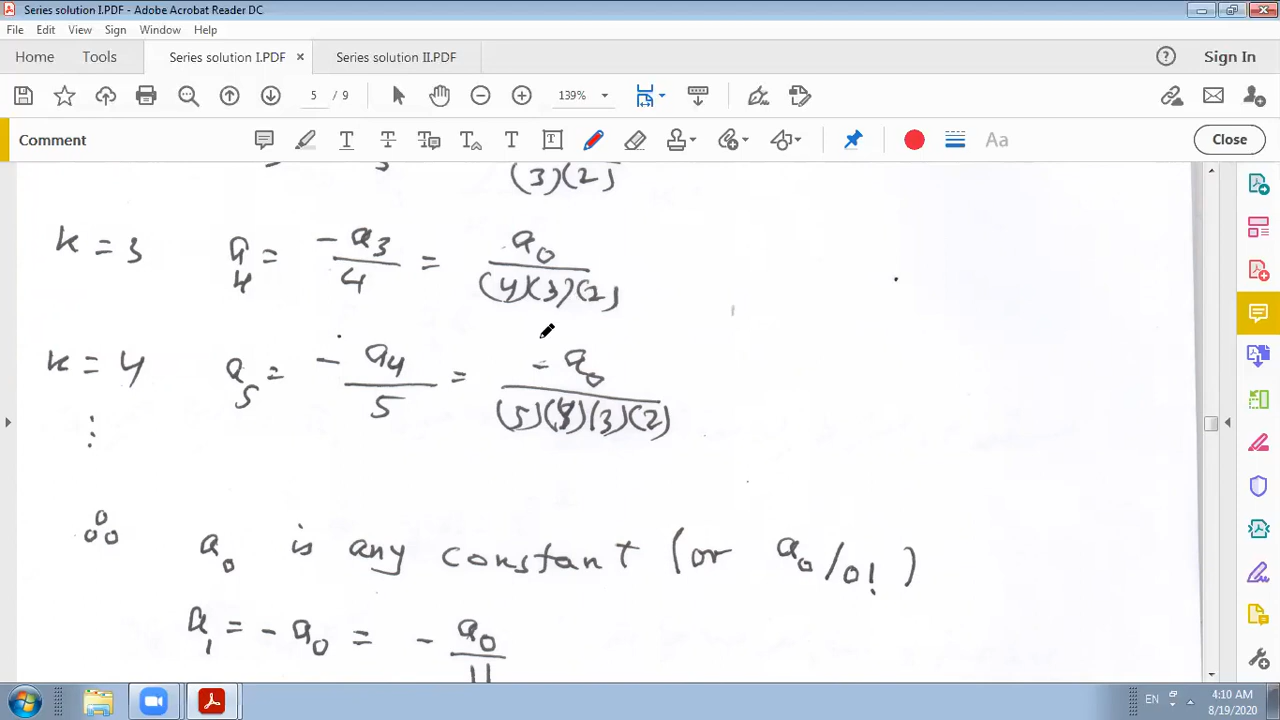 Series solution I.PDF - Adobe Acrobat Reader DC
File Edit View Sign Window Help
Home Tools Series solution I.PDF × Series solution II.PDF Sign In
5 / 9 139%
Comment Aa Close
(3)(2)
k = 3 a₄ = -a₃/4 = a₀/(4)(3)(2)
k = 4 a₅ = -a₄/5 = -a₀/(5)(4)(3)(2)
⋮
∴ a₀ is any constant (or a₀/0!)
a₁ = -a₀ = -a₀/1!
EN 4:10 AM
8/19/2020